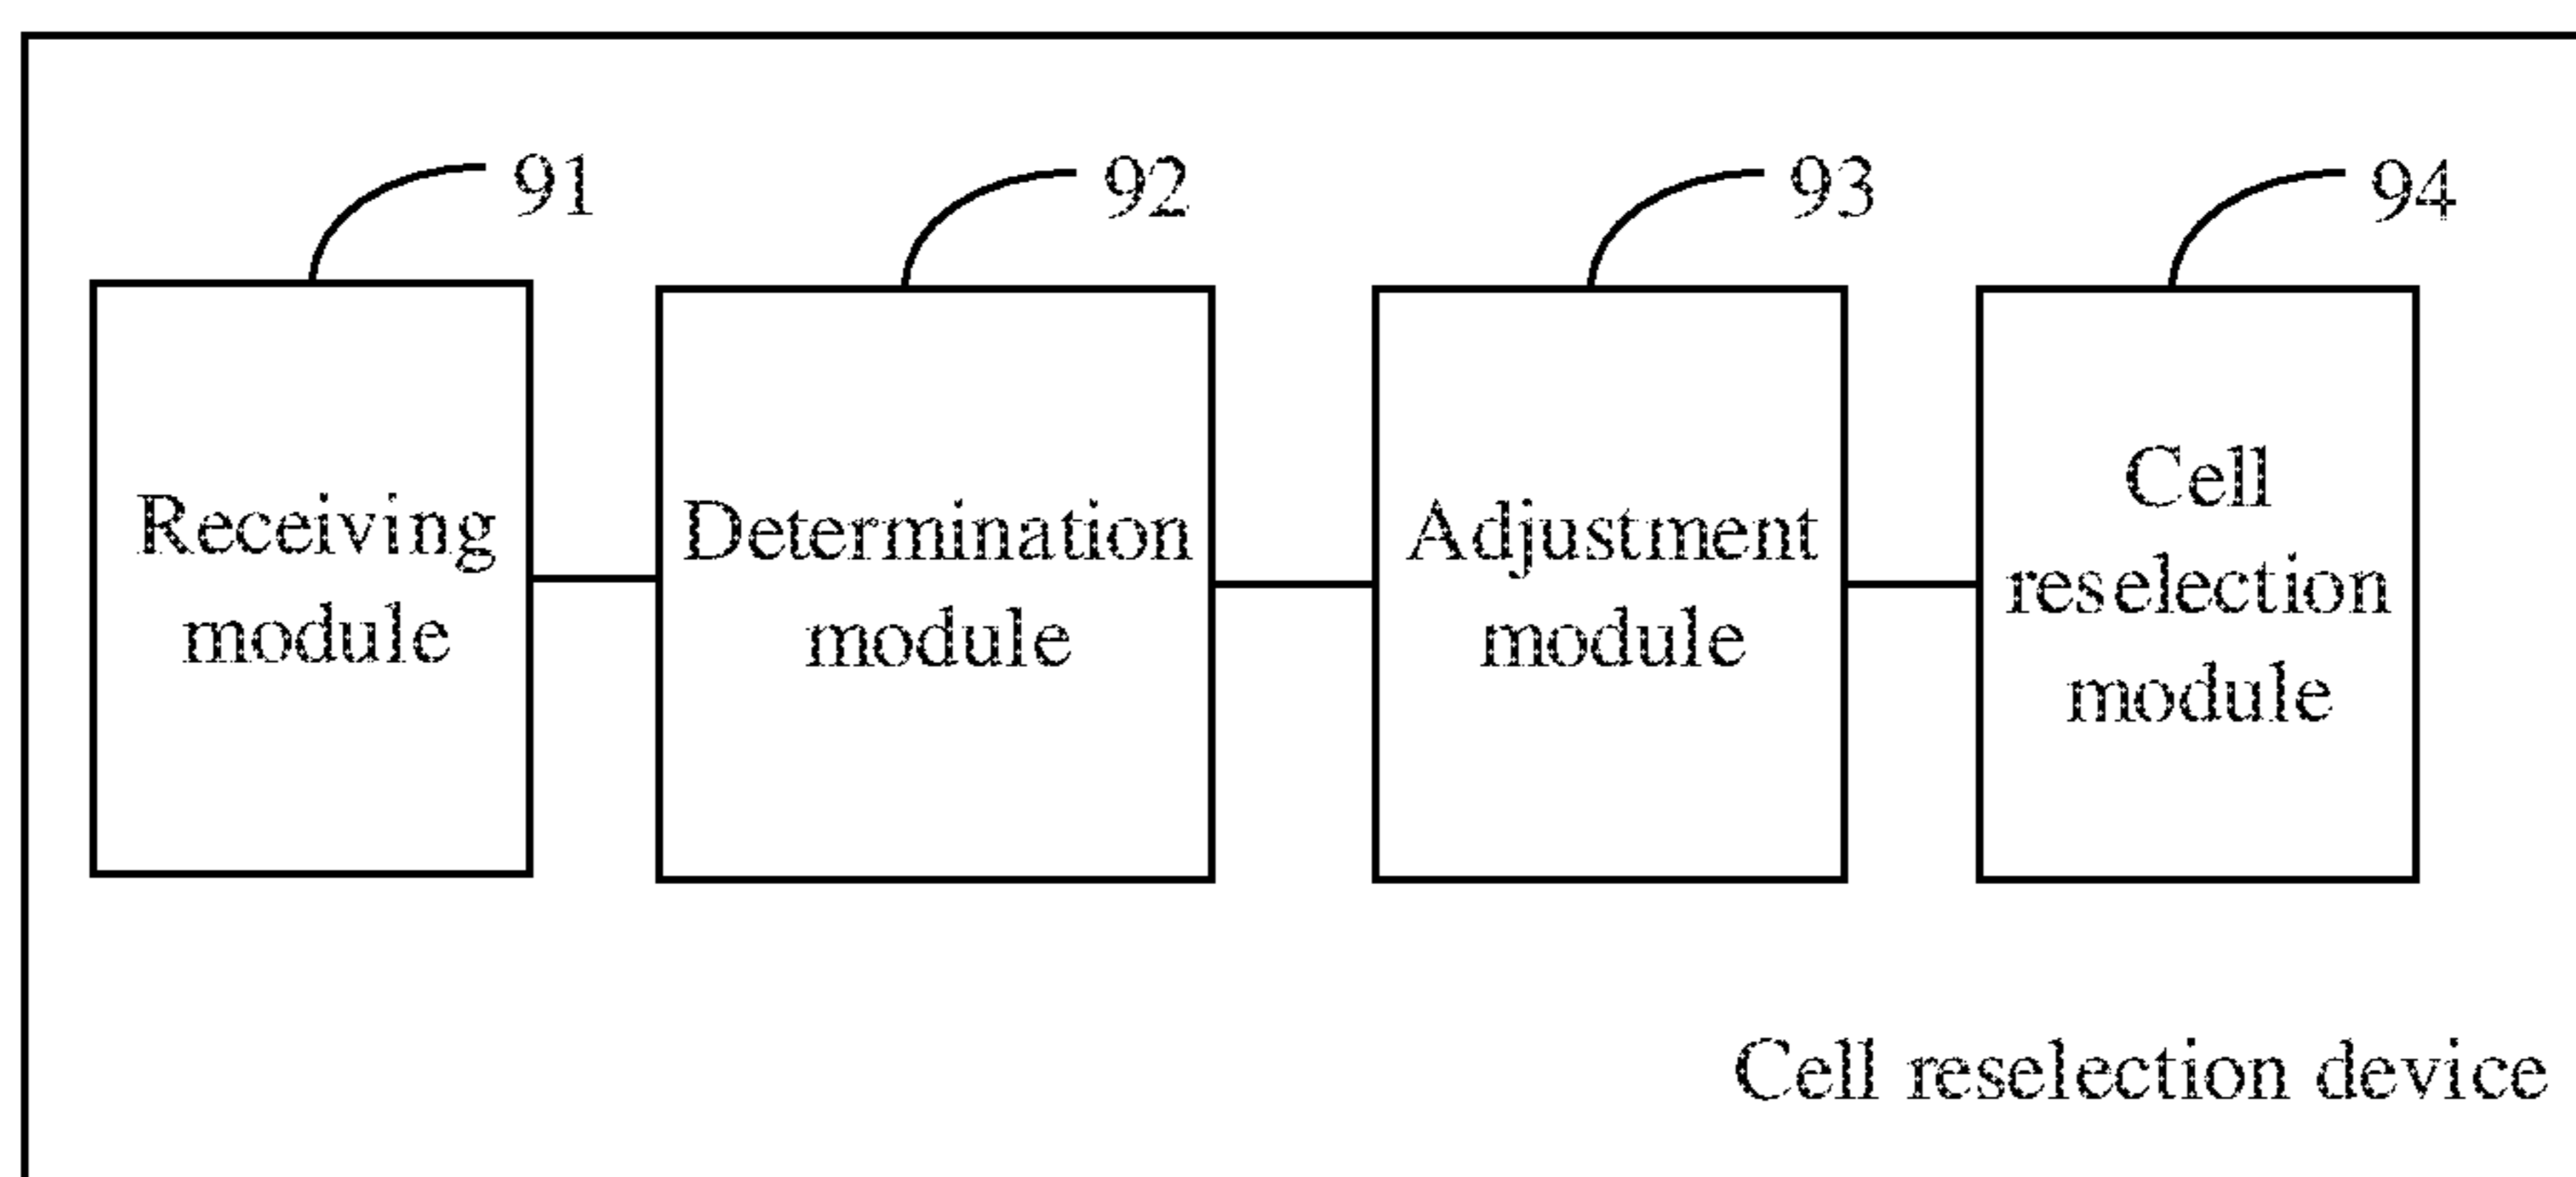 91
92
93
94
Receiving
module
Determination
module
Adjustment
module
Cell
reselection
module
Cell reselection device